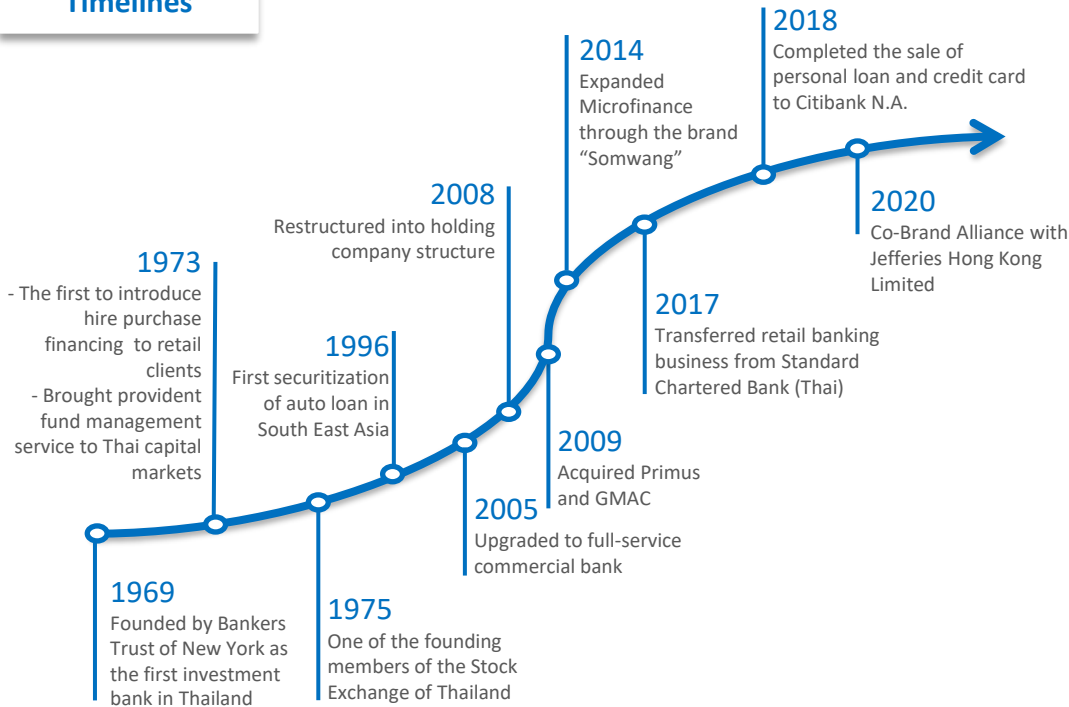 Timelines
1969
Founded by Bankers
Trust of New York as
the first investment
bank in Thailand
1973
- The first to introduce
hire purchase
financing to retail
clients
- Brought provident
fund management
service to Thai capital
markets
1975
One of the founding
members of the Stock
Exchange of Thailand
1996
First securitization
of auto loan in
South East Asia
2005
Upgraded to full-service
commercial bank
2008
Restructured into holding
company structure
2009
Acquired Primus
and GMAC
2014
Expanded
Microfinance
through the brand
“Somwang”
2017
Transferred retail banking
business from Standard
Chartered Bank (Thai)
2018
Completed the sale of
personal loan and credit card
to Citibank N.A.
2020
Co-Brand Alliance with
Jefferies Hong Kong
Limited